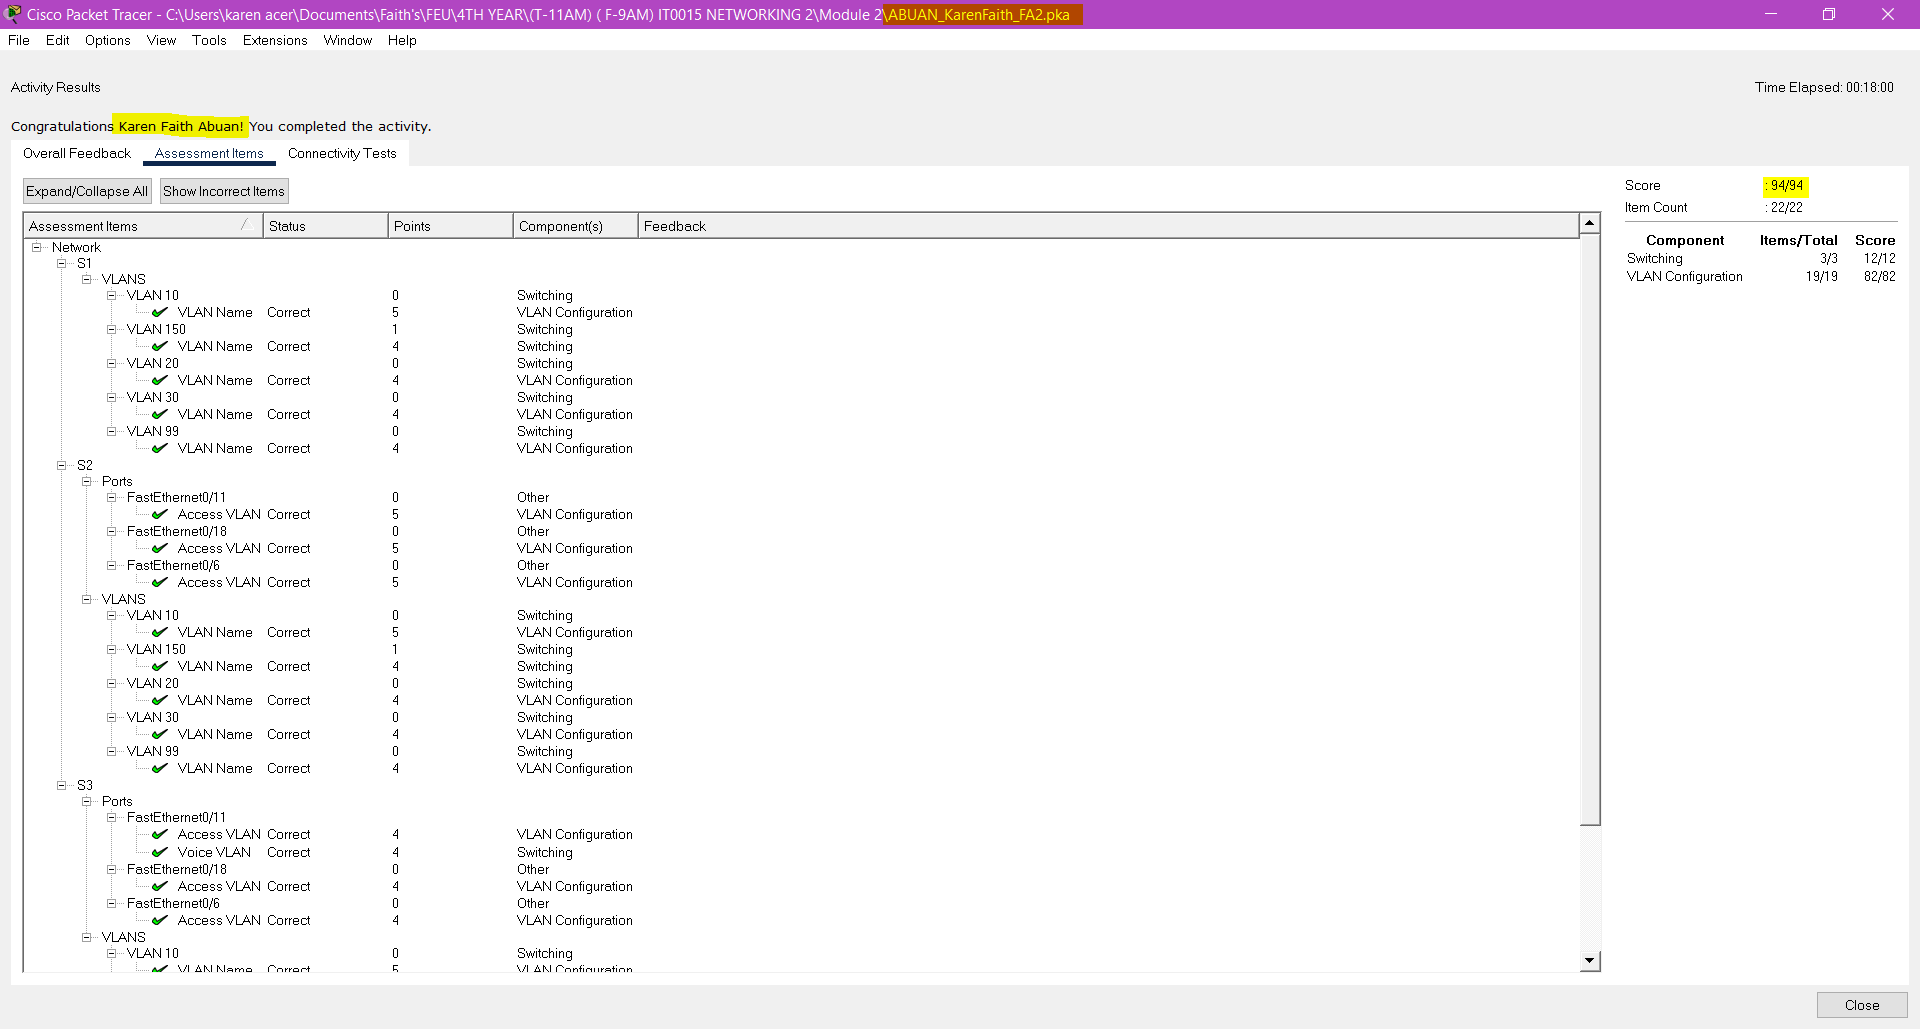 Cisco Packet Tracer - C:\Users\karen acer\Documents\Faith's\FEU\4TH YEAR\(T-11AM) ( F-9AM) IT0015 NETWORKING 2\Module 2\ABUAN_KarenFaith_FA2.pka
File Edit Options View Tools Extensions Window Help
Activity Results
Time Elapsed: 00:18:00
Congratulations Karen Faith Abuan! You completed the activity.
Overall Feedback Assessment Items Connectivity Tests
Expand/Collapse All Show Incorrect Items
Assessment Items Status Points Component(s) Feedback
Network
S1
VLANS
VLAN 10 0 Switching
VLAN Name Correct 5 VLAN Configuration
VLAN 150 1 Switching
VLAN Name Correct 4 Switching
VLAN 20 0 Switching
VLAN Name Correct 4 VLAN Configuration
VLAN 30 0 Switching
VLAN Name Correct 4 VLAN Configuration
VLAN 99 0 Switching
VLAN Name Correct 4 VLAN Configuration
S2
Ports
FastEthernet0/11 0 Other
Access VLAN Correct 5 VLAN Configuration
FastEthernet0/18 0 Other
Access VLAN Correct 5 VLAN Configuration
FastEthernet0/6 0 Other
Access VLAN Correct 5 VLAN Configuration
VLANS
VLAN 10 0 Switching
VLAN Name Correct 5 VLAN Configuration
VLAN 150 1 Switching
VLAN Name Correct 4 Switching
VLAN 20 0 Switching
VLAN Name Correct 4 VLAN Configuration
VLAN 30 0 Switching
VLAN Name Correct 4 VLAN Configuration
VLAN 99 0 Switching
VLAN Name Correct 4 VLAN Configuration
S3
Ports
FastEthernet0/11
Access VLAN Correct 4 VLAN Configuration
Voice VLAN Correct 4 Switching
FastEthernet0/18 0 Other
Access VLAN Correct 4 VLAN Configuration
FastEthernet0/6 0 Other
Access VLAN Correct 4 VLAN Configuration
VLANS
VLAN 10 0 Switching
VLAN Name Correct 5 VLAN Configuration
Score : 94/94
Item Count : 22/22
Component Items/Total Score
Switching 3/3 12/12
VLAN Configuration 19/19 82/82
Close